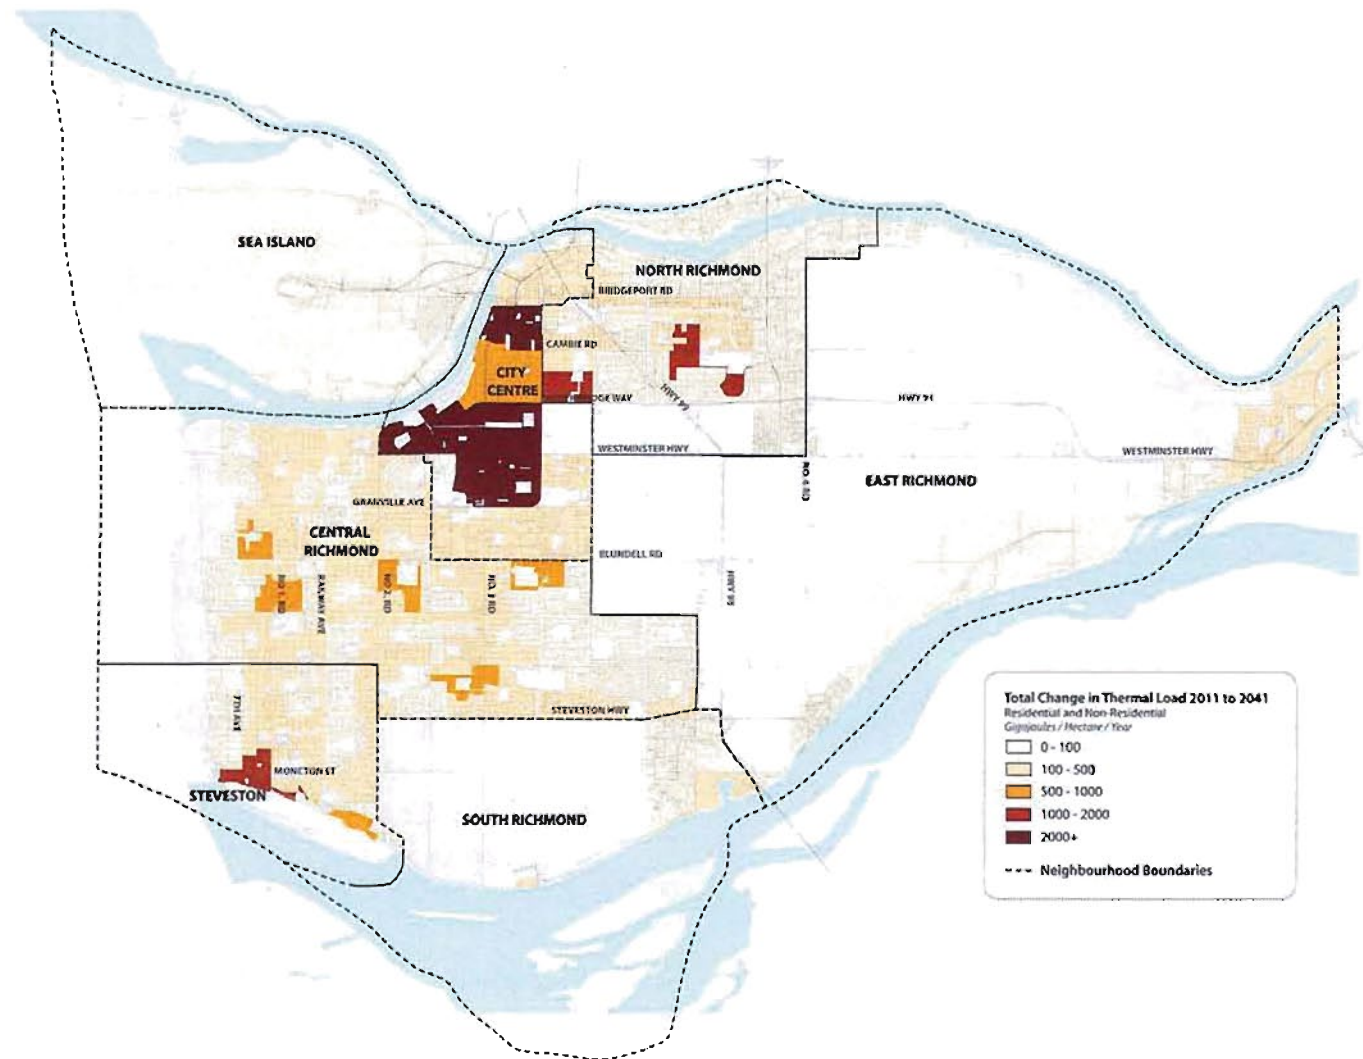 SEA ISLAND
NORTH RICHMOND
BRIDGEPORT RD
CAMBIE RD
CITY
CENTRE
WAY
HWY 99
HWY 91
WESTMINSTER HWY
WESTMINSTER HWY
NO. 6 RD
EAST RICHMOND
GRANVILLE AVE
CENTRAL
RICHMOND
BLUNDELL RD
NO 1. RD
RAILWAY AVE
NO 2. RD
NO. 3 RD
HWY 99
7TH AVE
STEVESTON HWY
MONCTON ST
STEVESTON
SOUTH RICHMOND
Total Change in Thermal Load 2011 to 2041
Residential and Non-Residential
Gigajoules / Hectare / Year
0 - 100
100 - 500
500 - 1000
1000 - 2000
2000+
Neighbourhood Boundaries